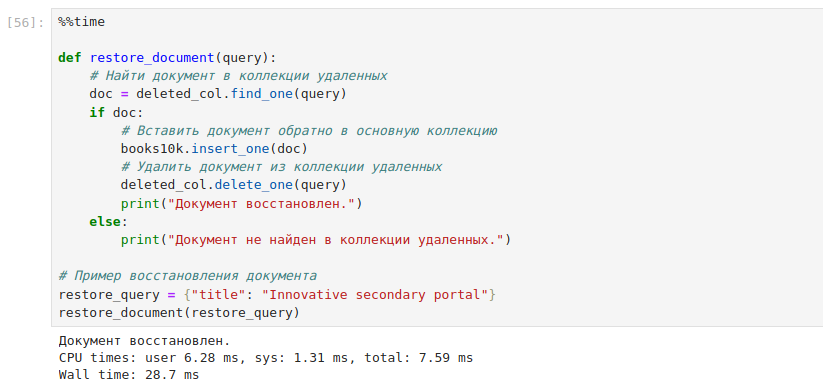 [56]: %%time
def restore_document(query):
# Найти документ в коллекции удаленных
doc = deleted_col.find_one(query)
if doc:
# Вставить документ обратно в основную коллекцию
books10k.insert_one(doc)
# Удалить документ из коллекции удаленных
deleted_col.delete_one(query)
print("Документ восстановлен.")
else:
print("Документ не найден в коллекции удаленных.")
# Пример восстановления документа
restore_query = {"title": "Innovative secondary portal"}
restore_document(restore_query)
Документ восстановлен.
CPU times: user 6.28 ms, sys: 1.31 ms, total: 7.59 ms
Wall time: 28.7 ms